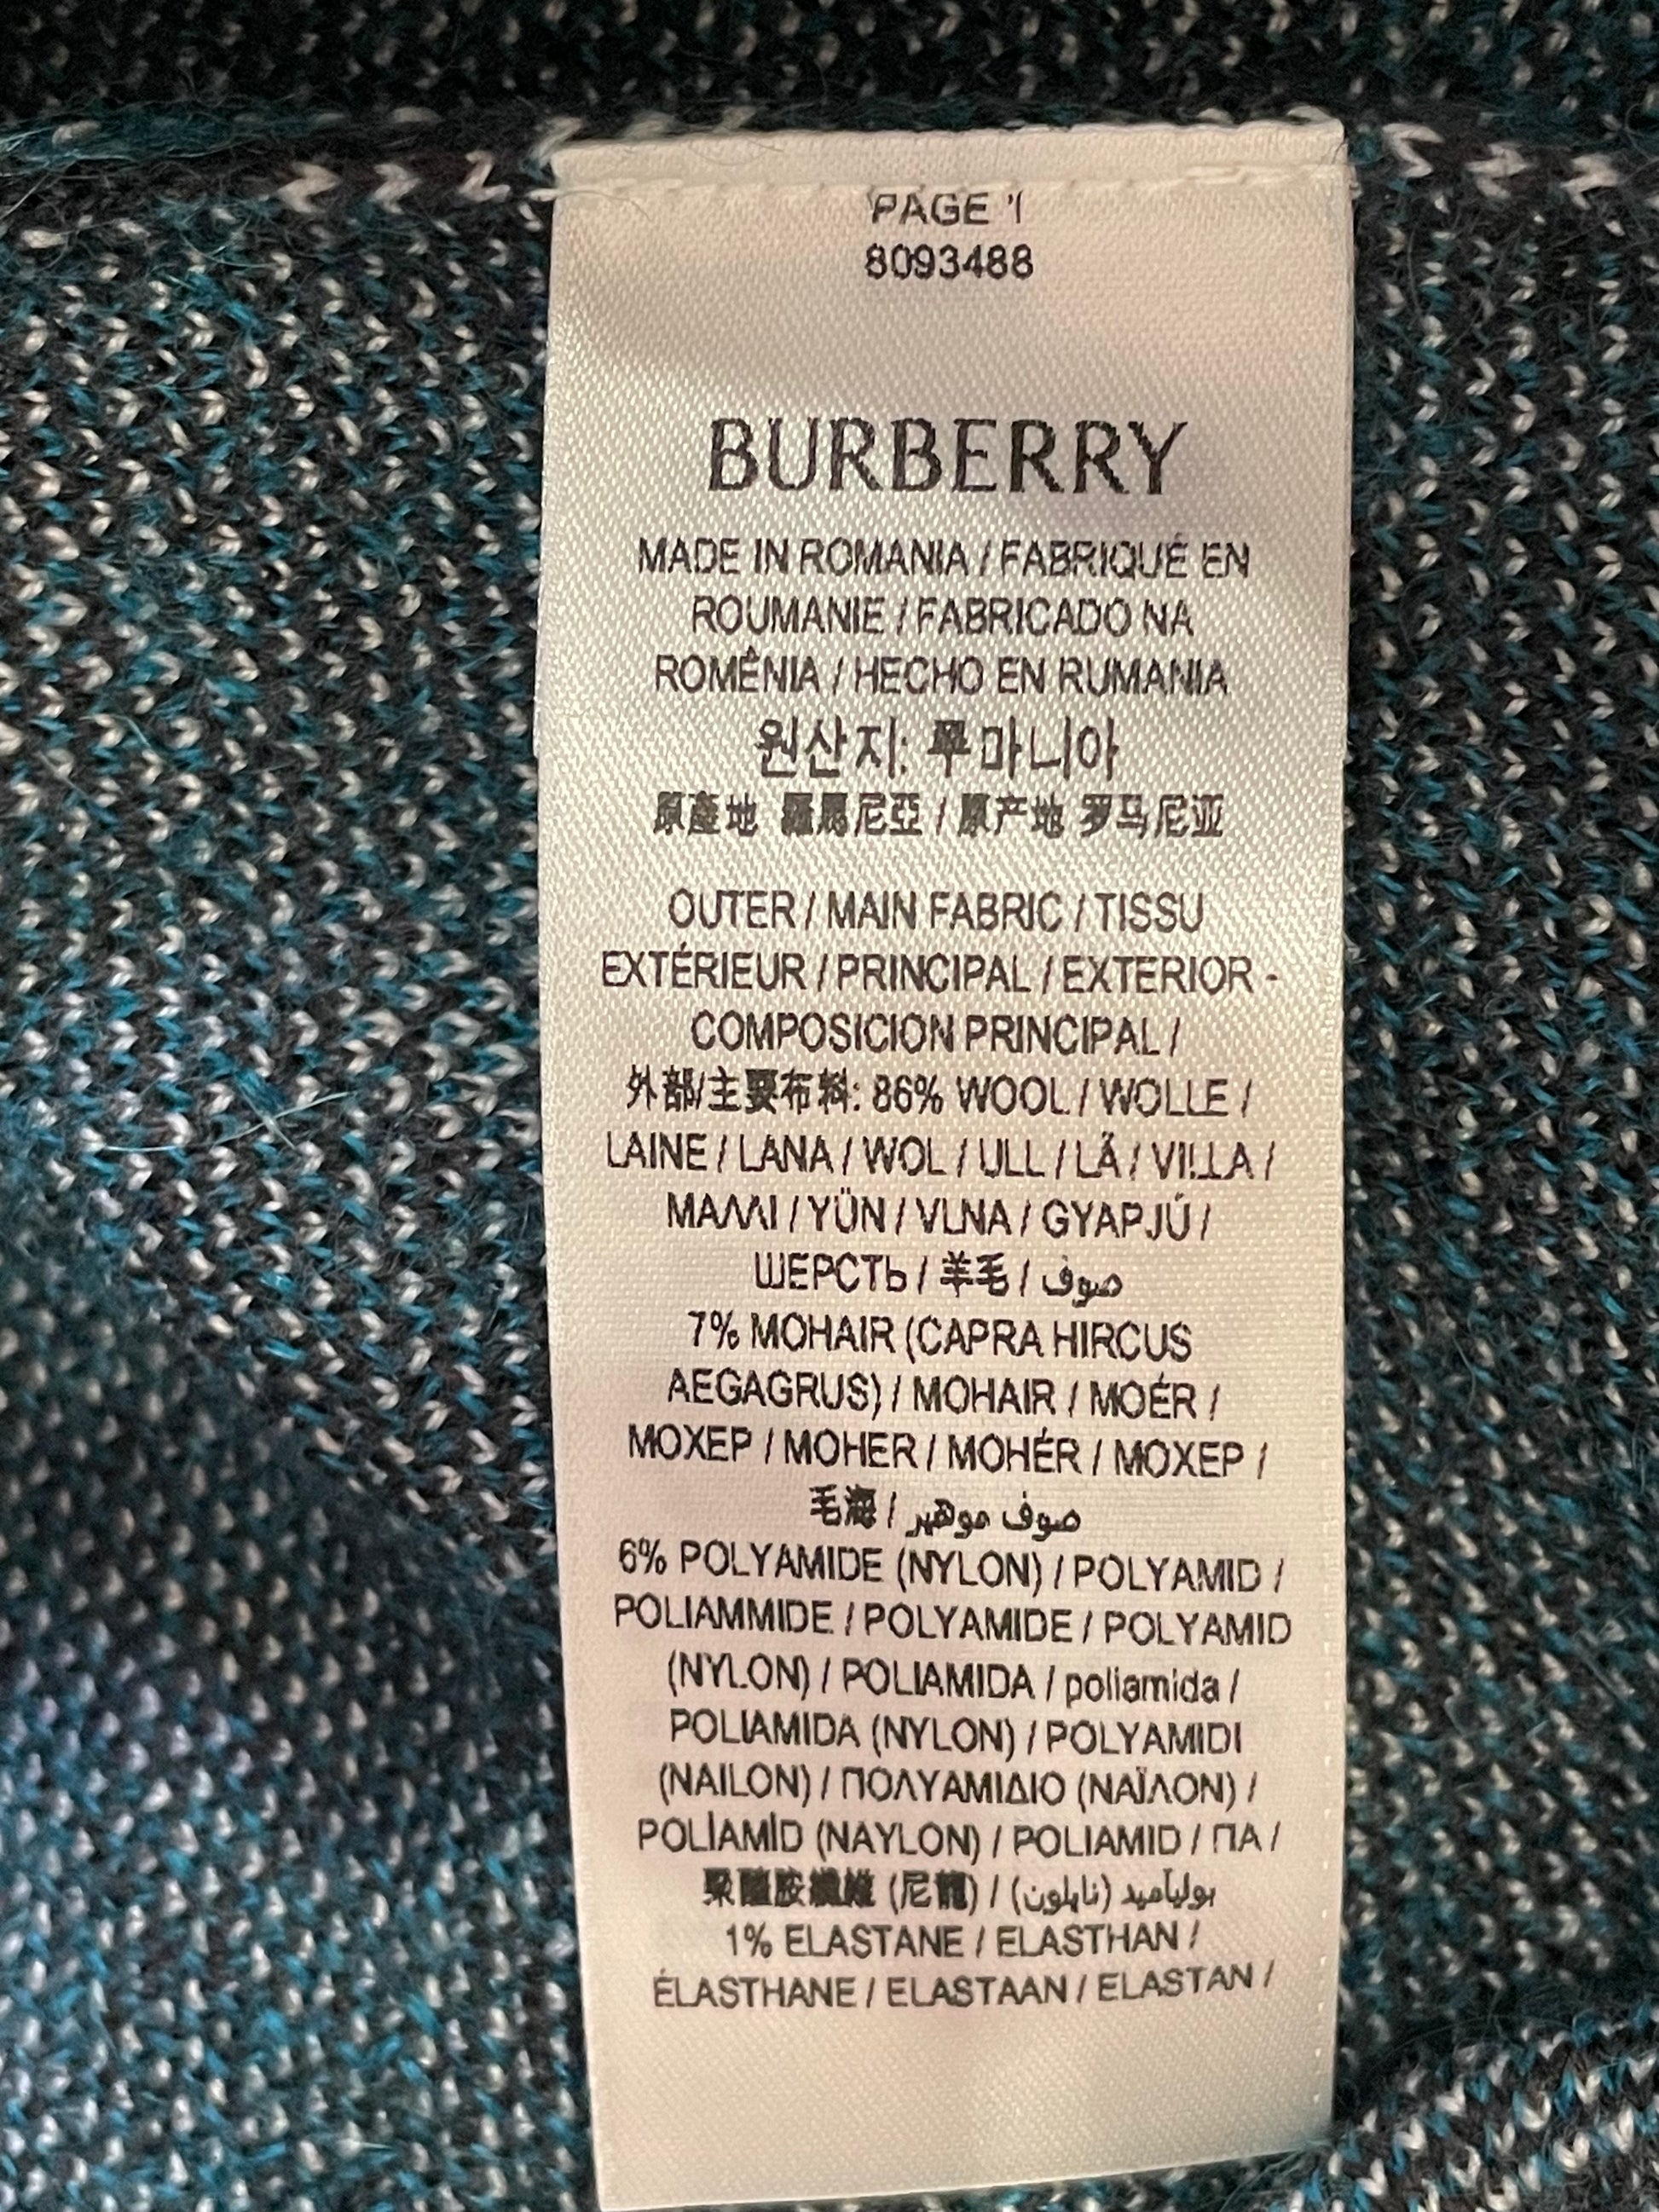 PAGE 1
8093488
BURBERRY
MADE IN ROMANIA / FABRIQUÉ EN
ROUMANIE / FABRICADO NA
ROMÊNIA / HECHO EN RUMANIA
원산지: 루마니아
原產地 羅馬尼亞 / 原产地 罗马尼亚
OUTER / MAIN FABRIC / TISSU
EXTÉRIEUR / PRINCIPAL / EXTERIOR -
COMPOSICION PRINCIPAL /
外部/主要布料: 86% WOOL / WOLLE /
LAINE / LANA / WOL / ULL / LÃ / VILLA /
ΜΑΛΛΙ / YÜN / VLNA / GYAPJÚ /
ШЕРСТЬ / 羊毛 / صوف
7% MOHAIR (CAPRA HIRCUS
AEGAGRUS) / MOHAIR / MOÉR /
ΜΟΧΕΡ / MOHER / MOHÉR / МОХЕР /
毛海 / صوف موهير
6% POLYAMIDE (NYLON) / POLYAMID /
POLIAMMIDE / POLYAMIDE / POLYAMID
(NYLON) / POLIAMIDA / poliamida /
POLIAMIDA (NYLON) / POLYAMIDI
(NAILON) / ΠΟΛΥΑΜΙΔΙΟ (ΝΑΪΛΟΝ) /
POLİAMİD (NAYLON) / POLIAMID / ПА /
聚醯胺纖維 (尼龍) / بولياميد (نايلون)
1% ELASTANE / ELASTHAN /
ÉLASTHANE / ELASTAAN / ELASTAN /